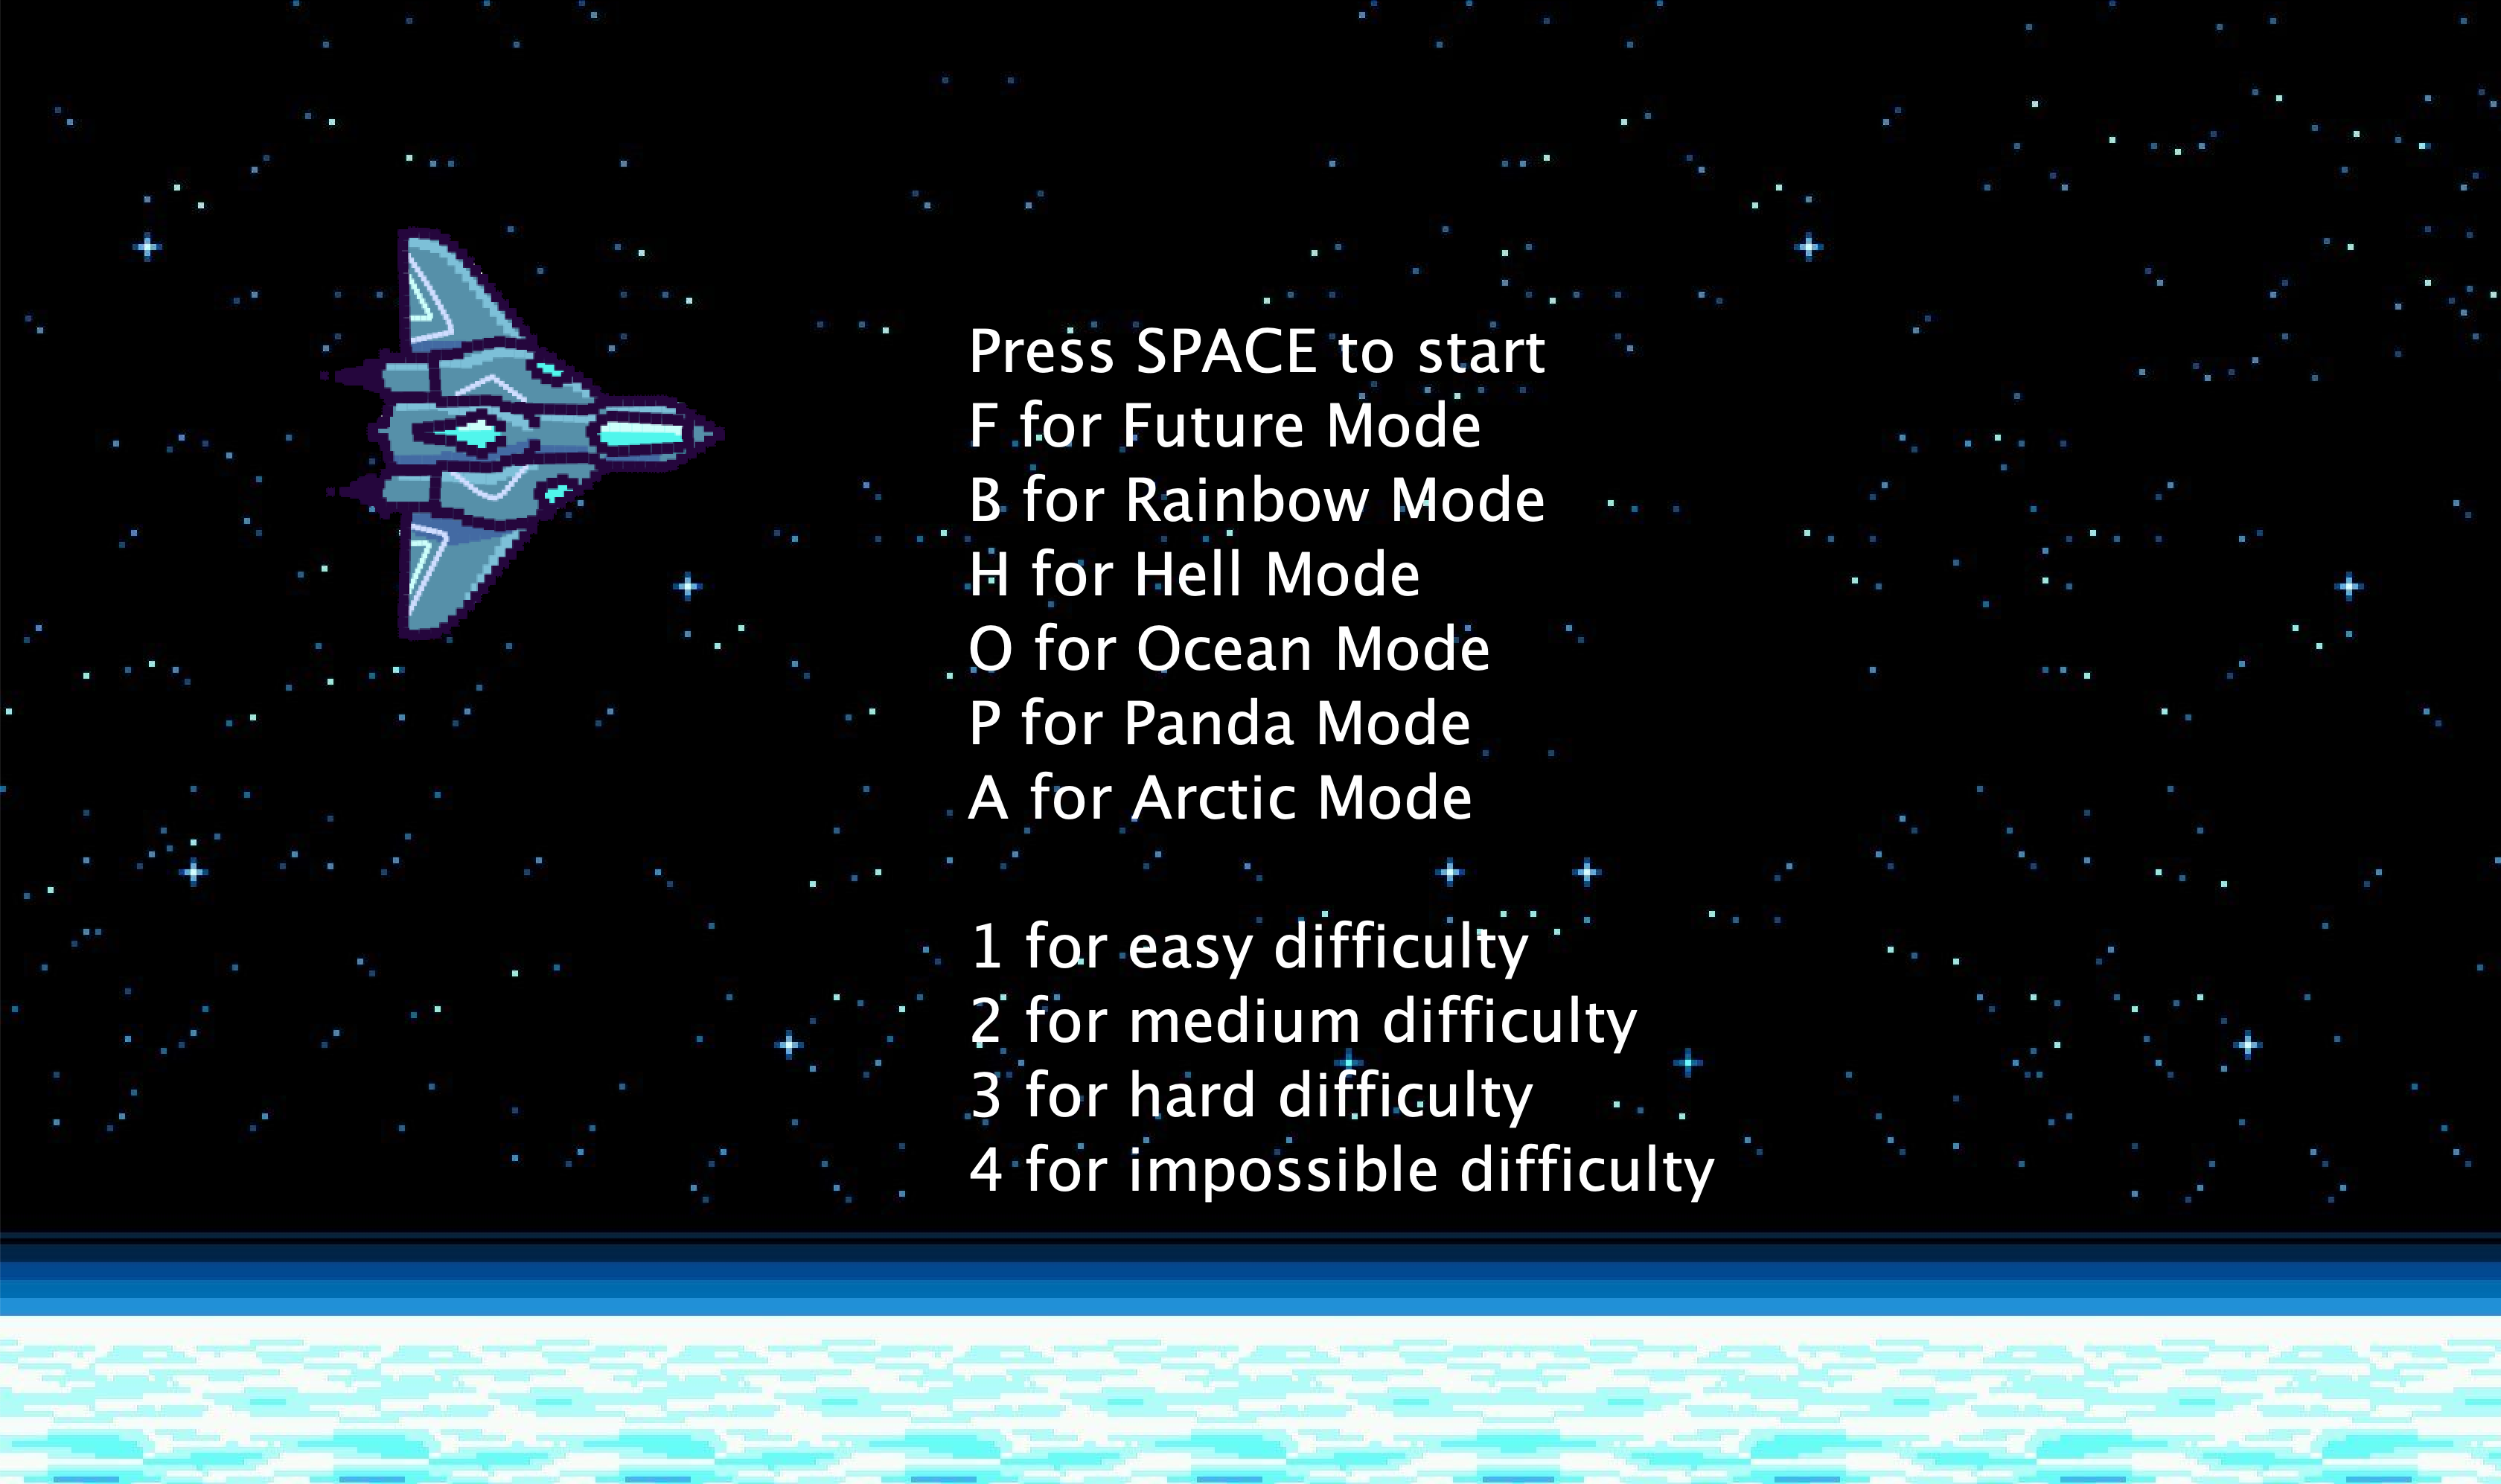 Press SPACE to start
F for Future Mode
B for Rainbow Mode
H for Hell Mode
O for Ocean Mode
P for Panda Mode
A for Arctic Mode
1 for easy difficulty
2 for medium difficulty
3 for hard difficulty
4 for impossible difficulty